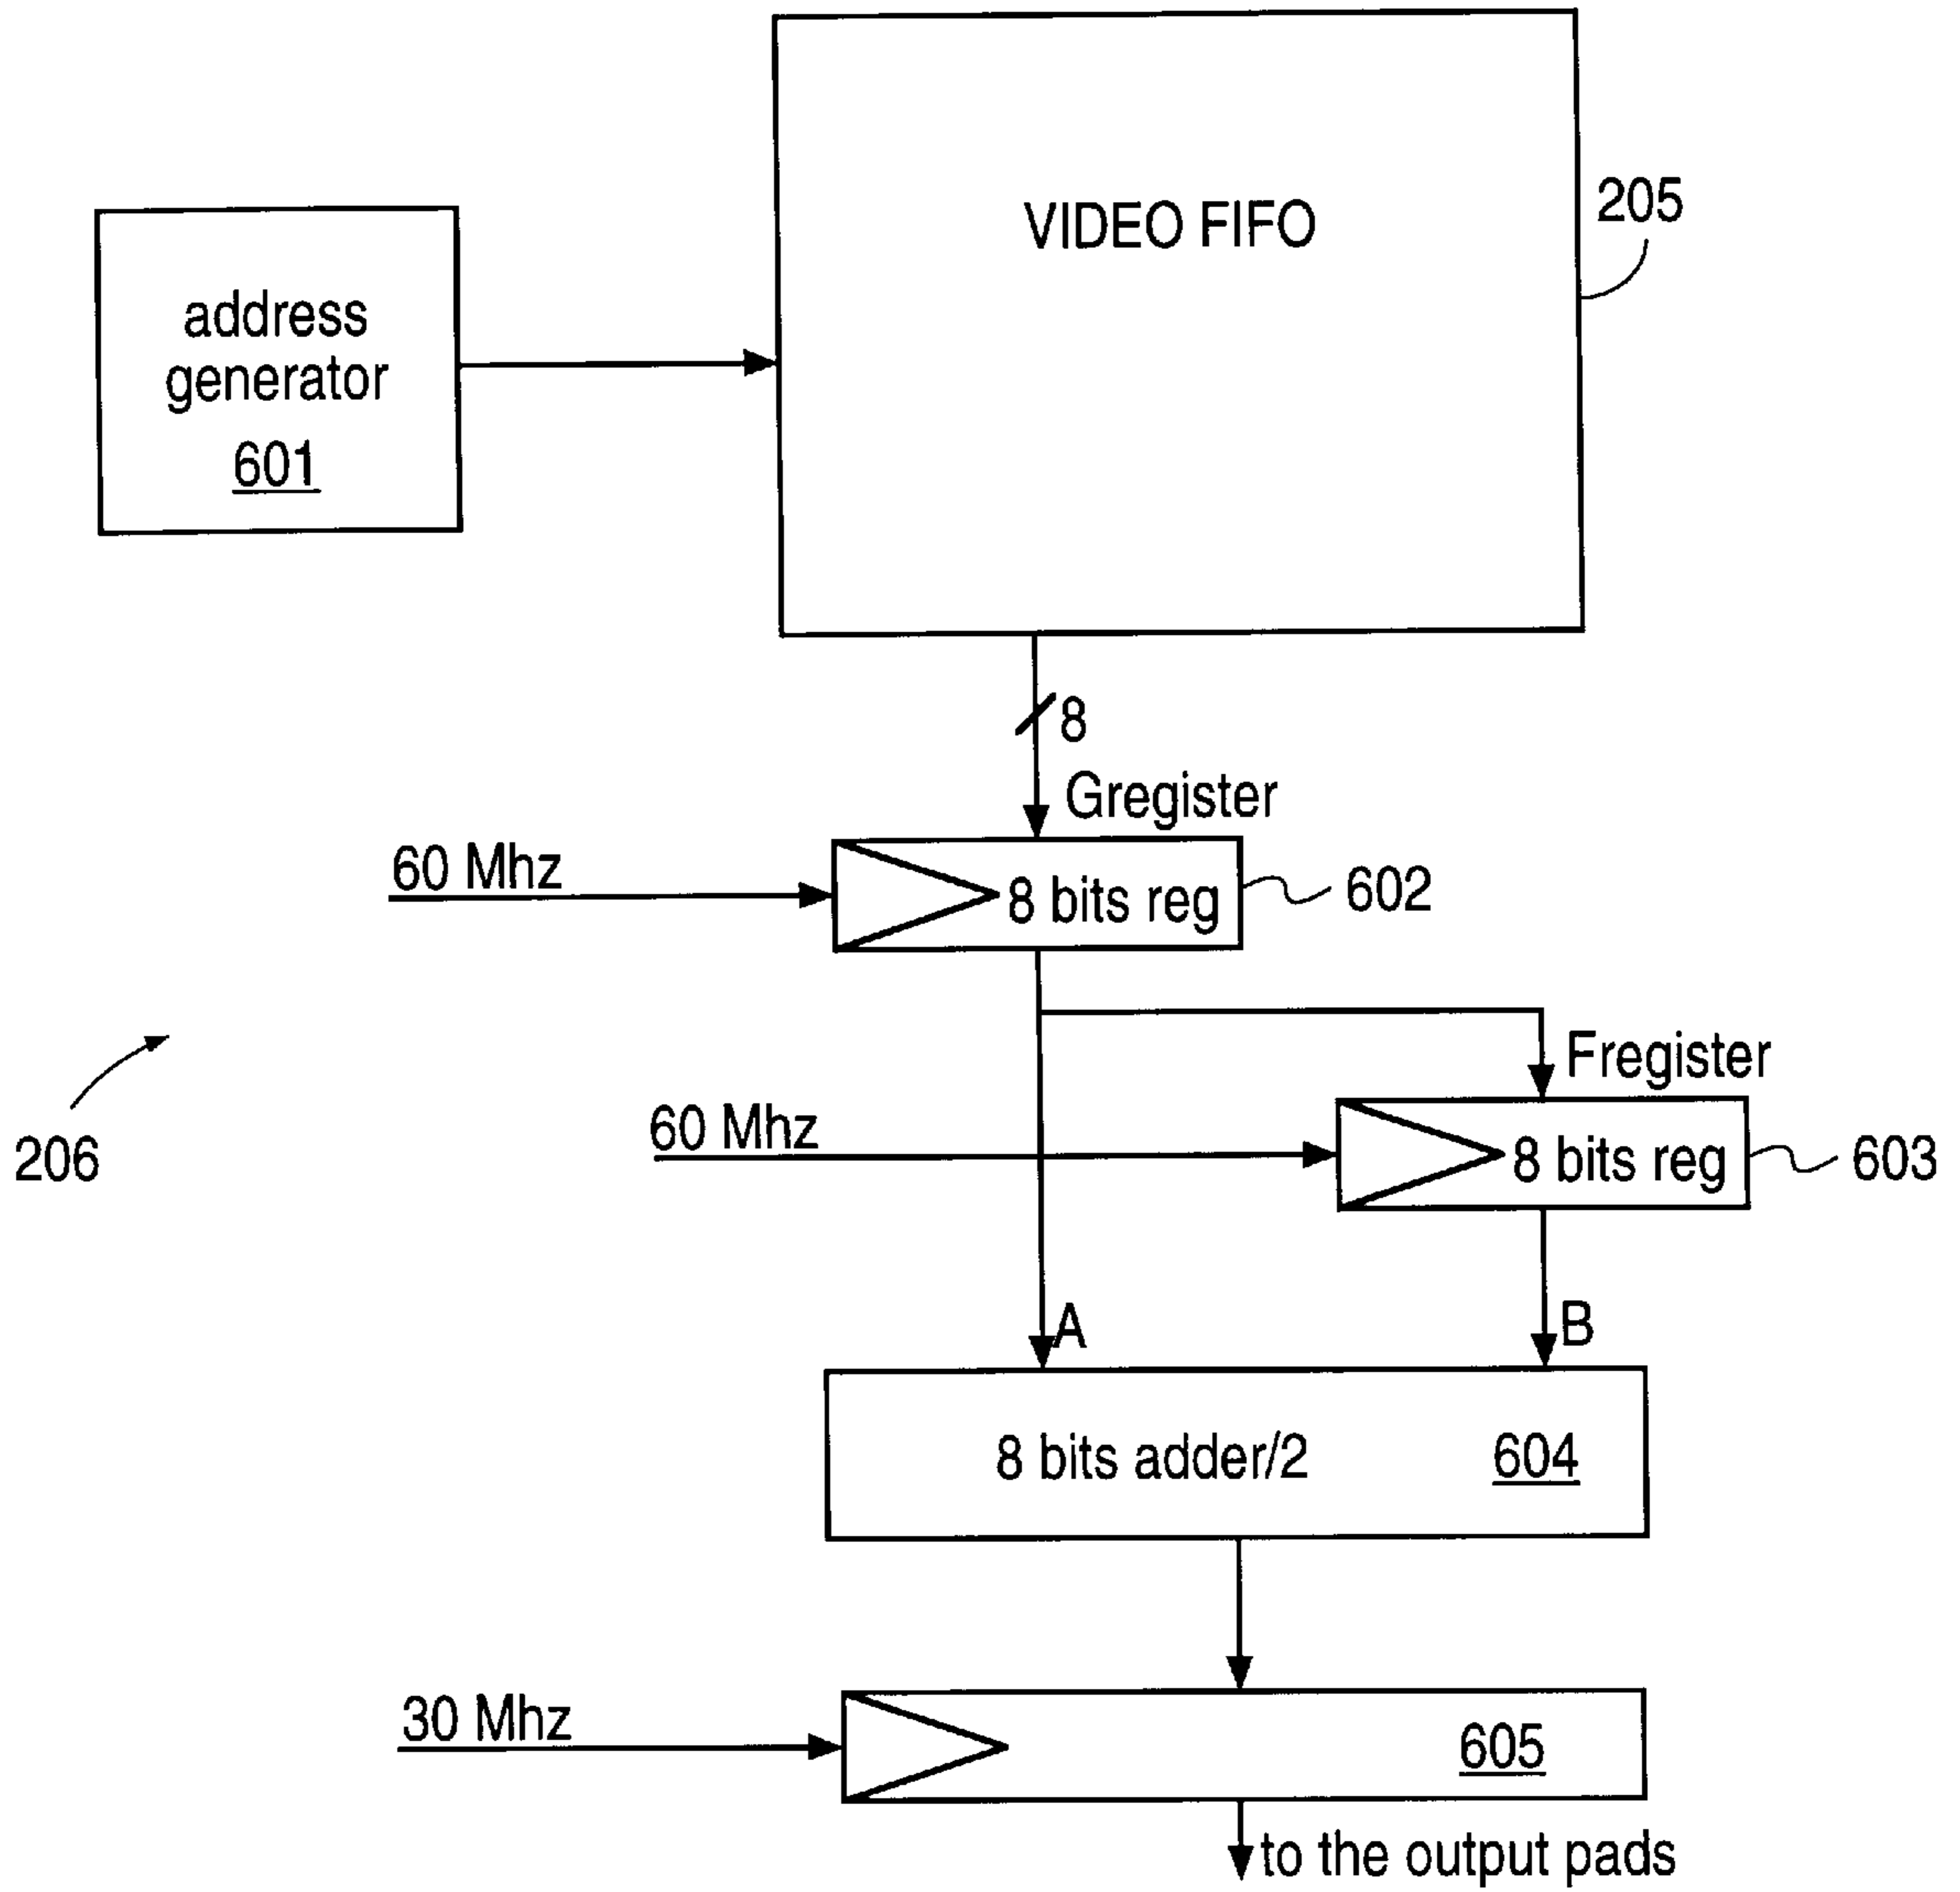 VIDEO FIFO
205
address
generator
601
8
Gregister
60 Mhz
8 bits reg
602
206
Fregister
60 Mhz
8 bits reg
603
A
B
8 bits adder/2
604
30 Mhz
605
to the output pads